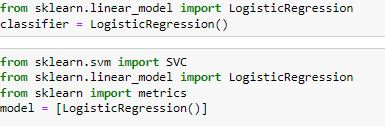 from sklearn.linear_model import LogisticRegression
classifier = LogisticRegression()
from sklearn.svm import SVC
from sklearn.linear_model import LogisticRegression
from sklearn import metrics
model = [LogisticRegression()]